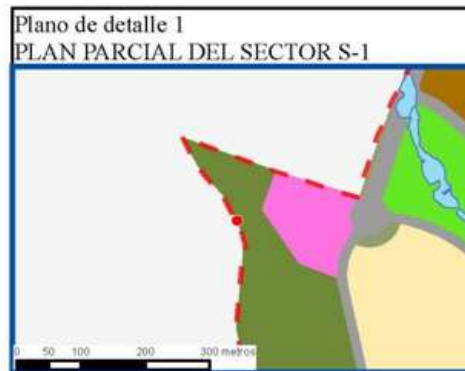 Plano de detalle 1
PLAN PARCIAL DEL SECTOR S-1
0 50 100 200 300 metros